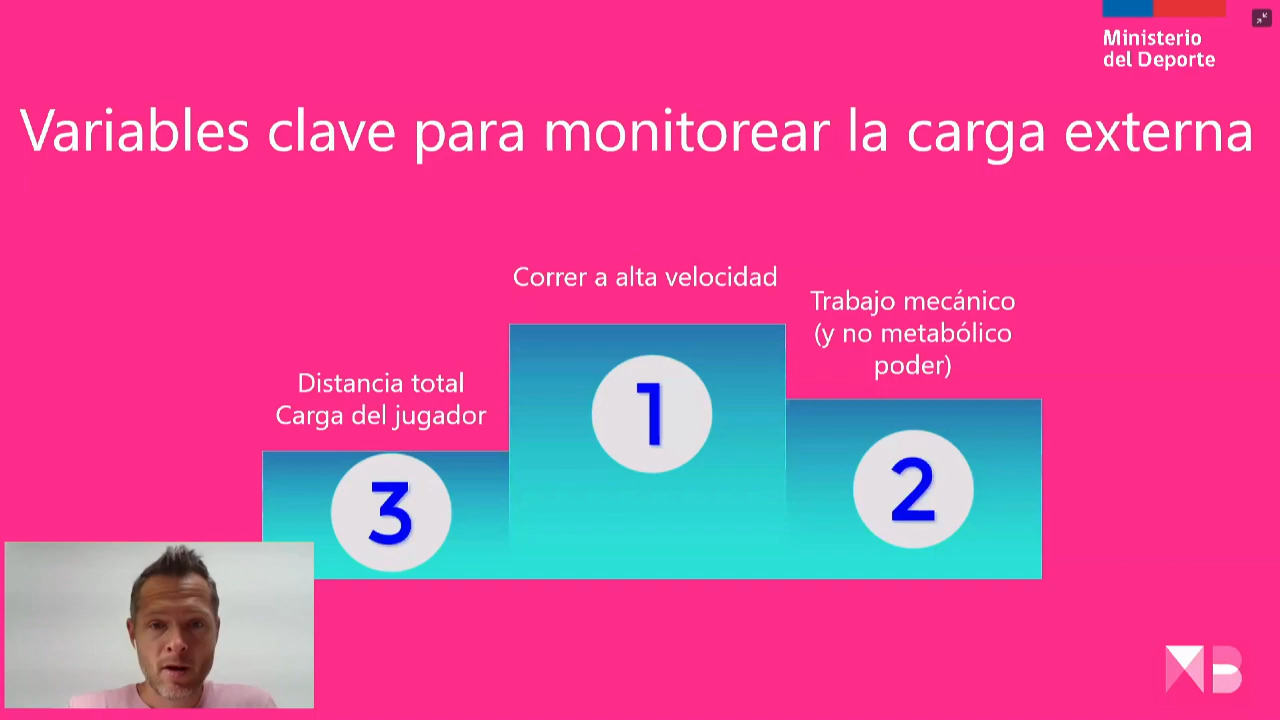 Ministerio
del Deporte
Variables clave para monitorear la carga externa
Correr a alta velocidad
Trabajo mecánico
(y no metabólico
poder)
Distancia total
Carga del jugador
1
2
3